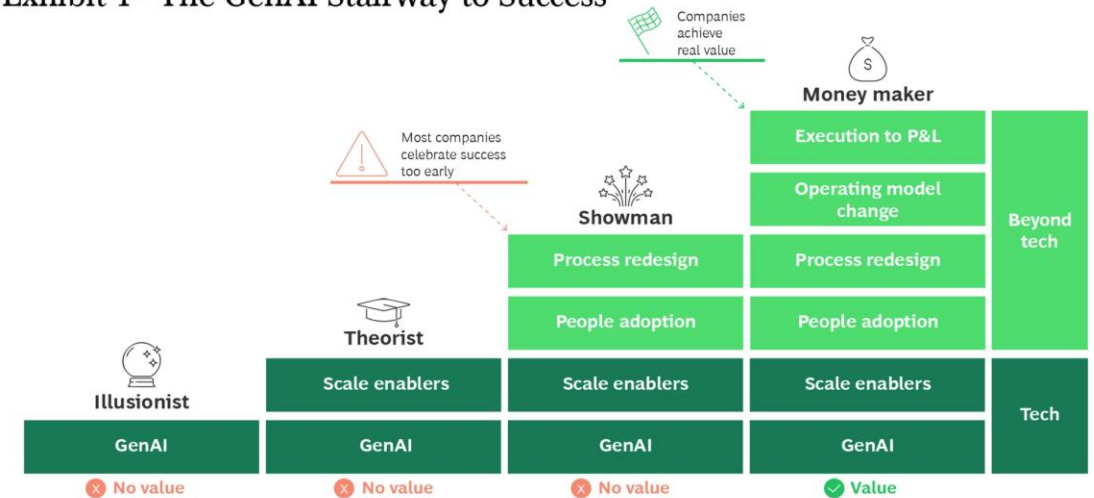 Exhibit 1 - The GenAI Stairway to Success
Companies
achieve
real value
$
Money maker
Execution to P&L
Most companies
celebrate success
too early
Operating model
change
Showman
Beyond
tech
Process redesign
Process redesign
Theorist
People adoption
People adoption
Illusionist
Scale enablers
Scale enablers
Scale enablers
Tech
GenAI
GenAI
GenAI
GenAI
No value
No value
No value
Value